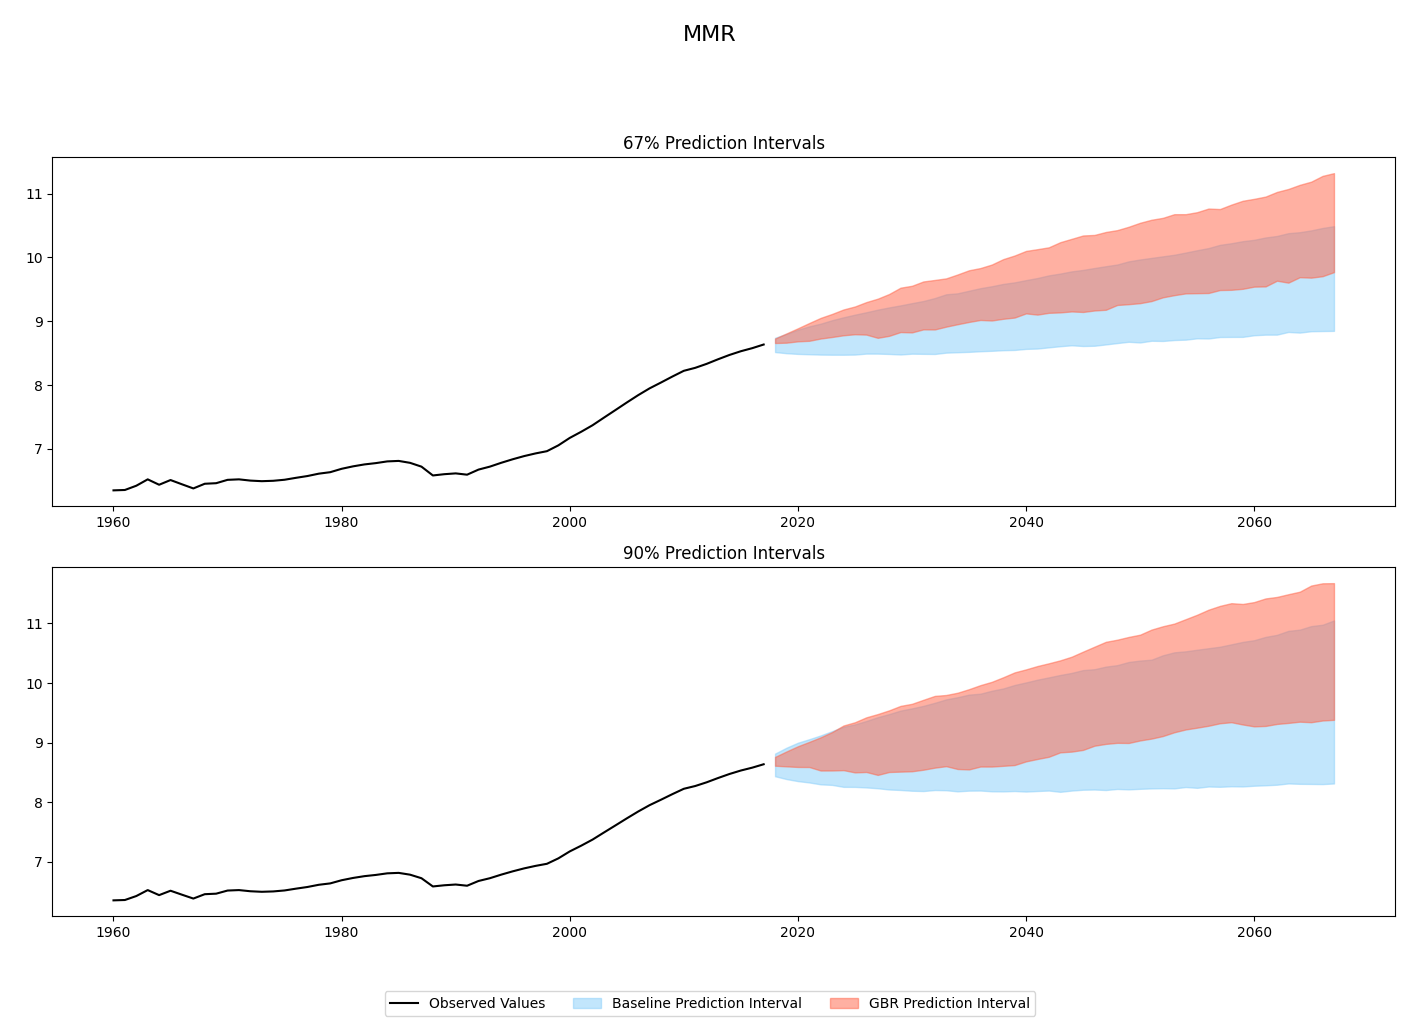 MMR
67% Prediction Intervals
11
10
9
8
7
1960 1980 2000 2020 2040 2060
90% Prediction Intervals
11
10
9
8
7
1960 1980 2000 2020 2040 2060
Observed Values Baseline Prediction Interval GBR Prediction Interval